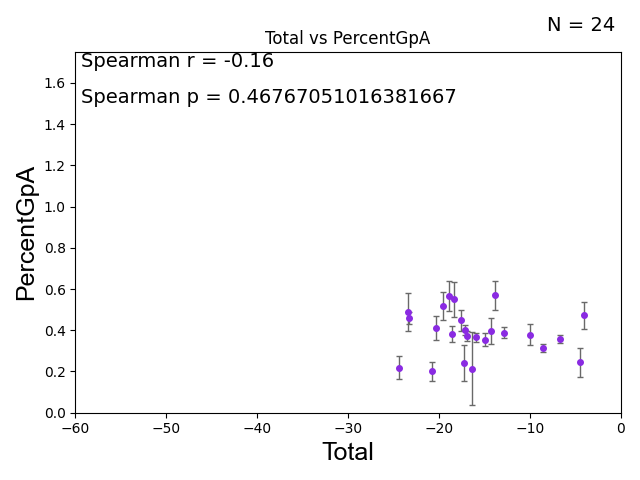 N = 24
Total vs PercentGpA
Spearman r = -0.16
Spearman p = 0.46767051016381667
PercentGpA
1.6
1.4
1.2
1.0
0.8
0.6
0.4
0.2
0.0
−60
−50
−40
−30
−20
−10
0
Total